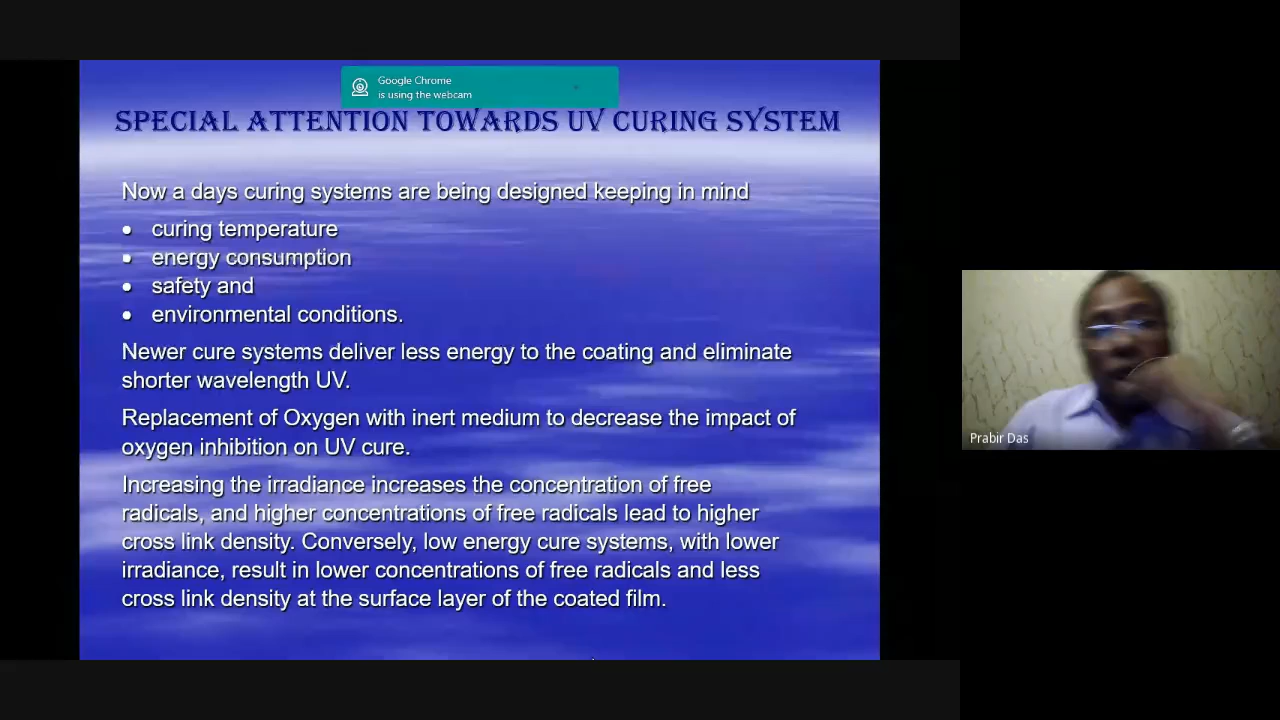 Google Chrome
is using the webcam
SPECIAL ATTENTION TOWARDS UV CURING SYSTEM
Now a days curing systems are being designed keeping in mind
• curing temperature
• energy consumption
• safety and
• environmental conditions.
Newer cure systems deliver less energy to the coating and eliminate
shorter wavelength UV.
Replacement of Oxygen with inert medium to decrease the impact of
oxygen inhibition on UV cure.
Increasing the irradiance increases the concentration of free
radicals, and higher concentrations of free radicals lead to higher
cross link density. Conversely, low energy cure systems, with lower
irradiance, result in lower concentrations of free radicals and less
cross link density at the surface layer of the coated film.
Prabir Das